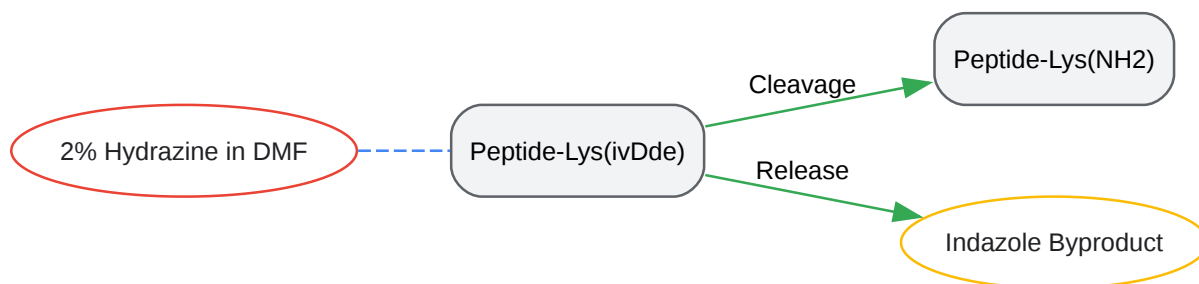 Peptide-Lys(NH2)
Cleavage
2% Hydrazine in DMF
Peptide-Lys(ivDde)
Release
Indazole Byproduct